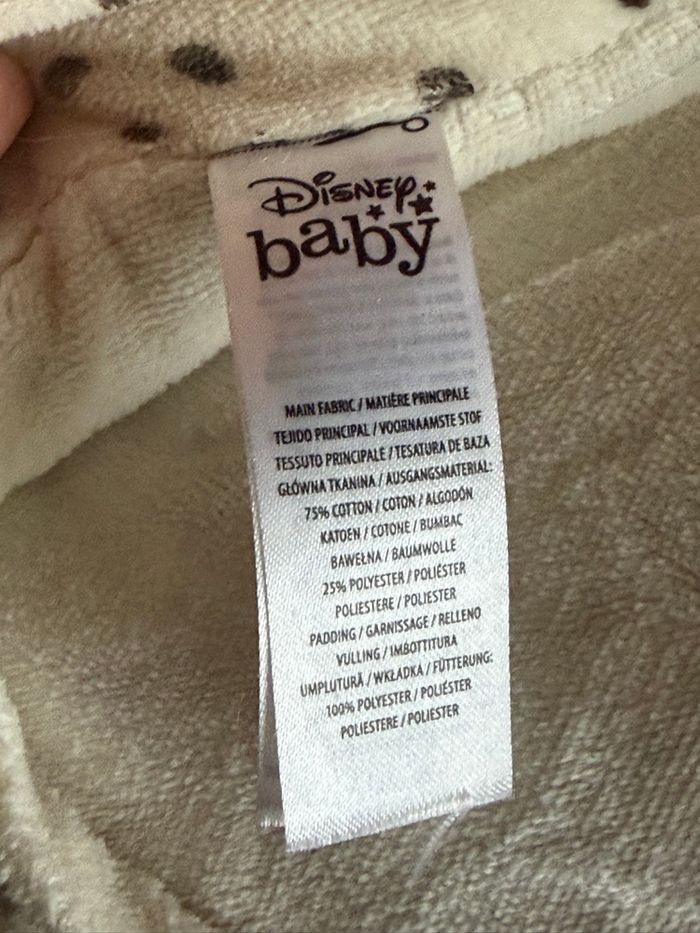 Disney
baby
MAIN FABRIC / MATIÈRE PRINCIPALE
TEJIDO PRINCIPAL / VOORNAAMSTE STOF
TESSUTO PRINCIPALE / TESATURA DE BAZA
GŁÓWNA TKANINA / AUSGANGSMATERIAL:
75% COTTON / COTON / ALGODÓN
KATOEN / COTONE / BUMBAC
BAWEŁNA / BAUMWOLLE
25% POLYESTER / POLIÉSTER
POLIESTERE / POLIESTER
PADDING / GARNISSAGE / RELLENO
VULLING / IMBOTTITURA
UMPLUTURĂ / WKŁADKA / FÜTTERUNG:
100% POLYESTER / POLIÉSTER
POLIESTERE / POLIESTER